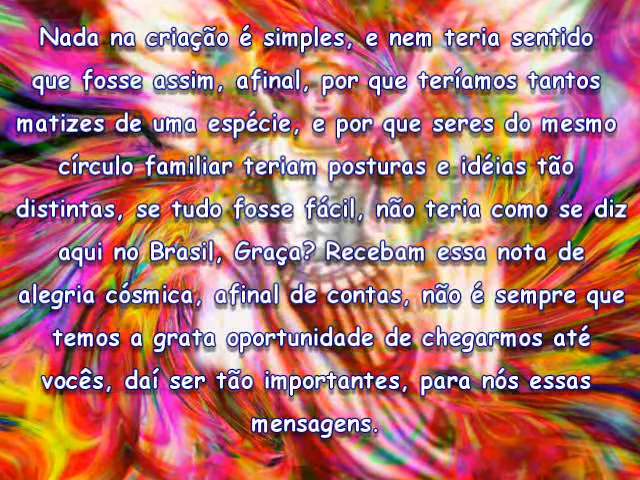 Nada na criação é simples, e nem teria sentido
que fosse assim, afinal, por que teríamos tantos
matizes de uma espécie, e por que seres do mesmo
círculo familiar teriam posturas e idéias tão
distintas, se tudo fosse fácil, não teria como se diz
aqui no Brasil, Graça? Recebam essa nota de
alegria cósmica, afinal de contas, não é sempre que
temos a grata oportunidade de chegarmos até
vocês, daí ser tão importantes, para nós essas
mensagens.